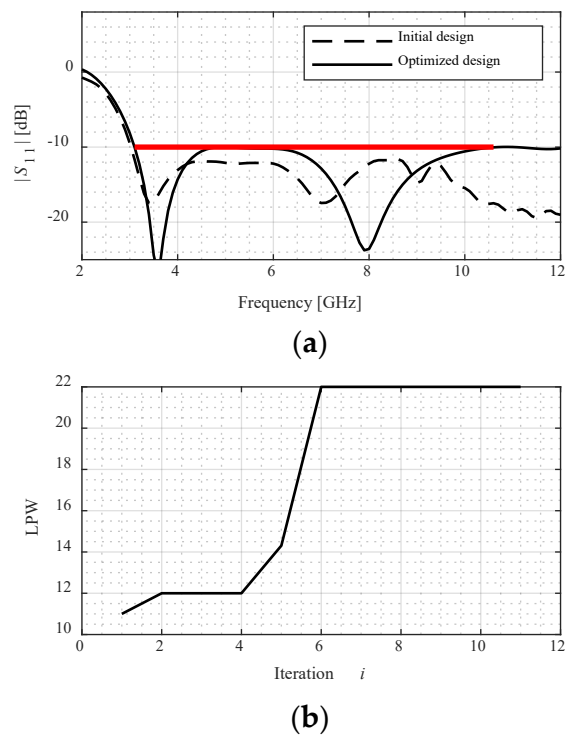 Initial design
Optimized design
0
-10
-20
|S11| [dB]
2 4 6 8 10 12
Frequency [GHz]
(a)
22
20
18
16
14
12
10
LPW
0 2 4 6 8 10 12
Iteration i
(b)